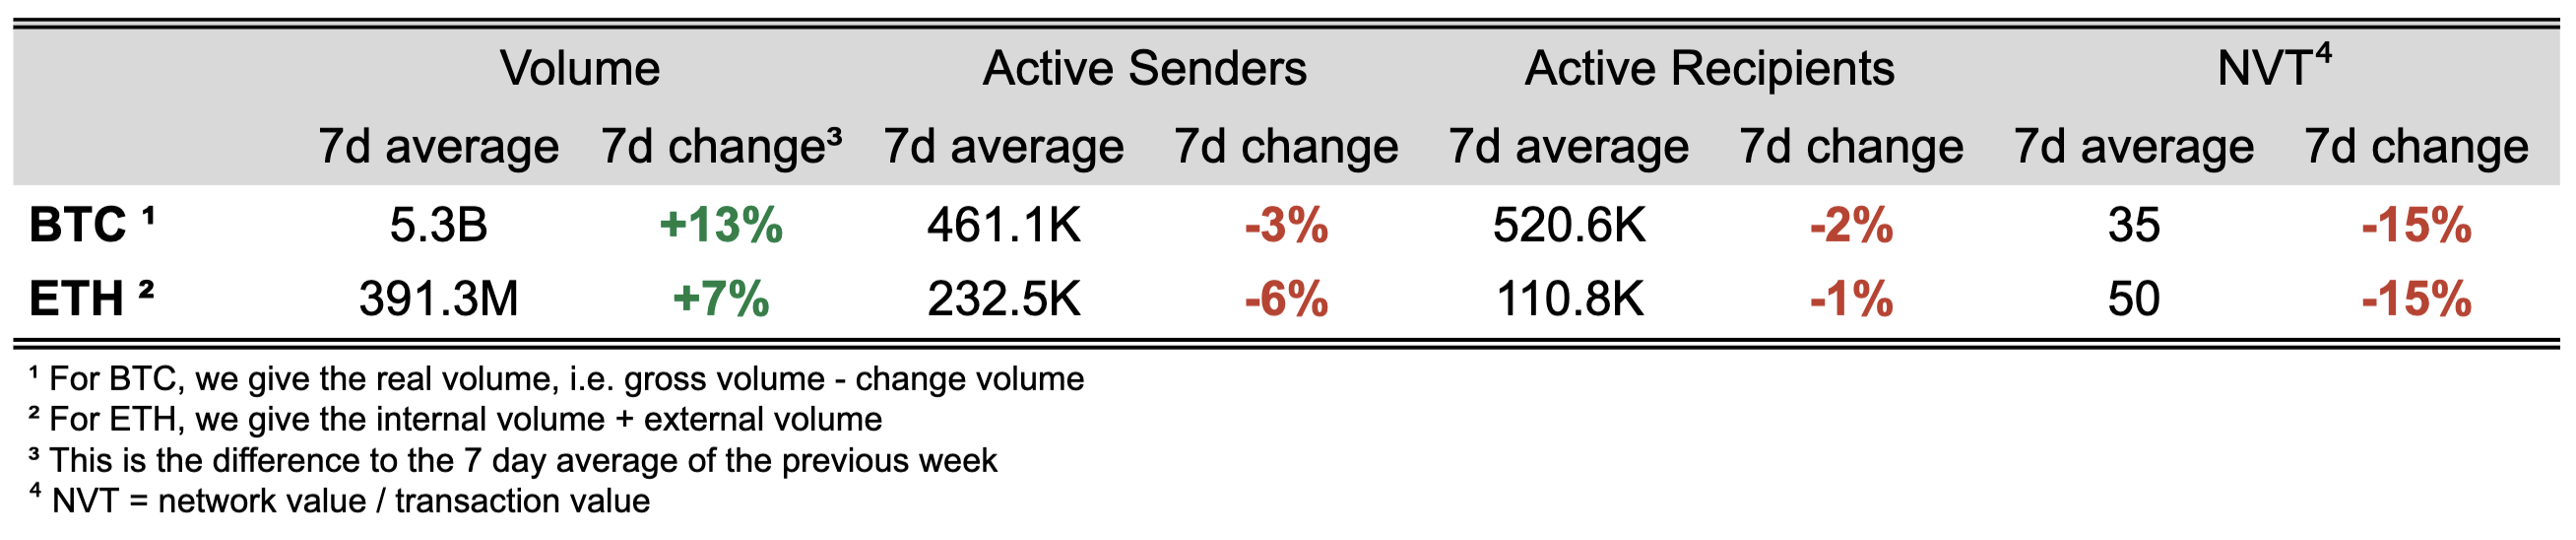 Volume Active Senders Active Recipients NVT⁴
7d average 7d change³ 7d average 7d change 7d average 7d change 7d average 7d change
BTC ¹ 5.3B +13% 461.1K -3% 520.6K -2% 35 -15%
ETH ² 391.3M +7% 232.5K -6% 110.8K -1% 50 -15%
¹ For BTC, we give the real volume, i.e. gross volume - change volume
² For ETH, we give the internal volume + external volume
³ This is the difference to the 7 day average of the previous week
⁴ NVT = network value / transaction value